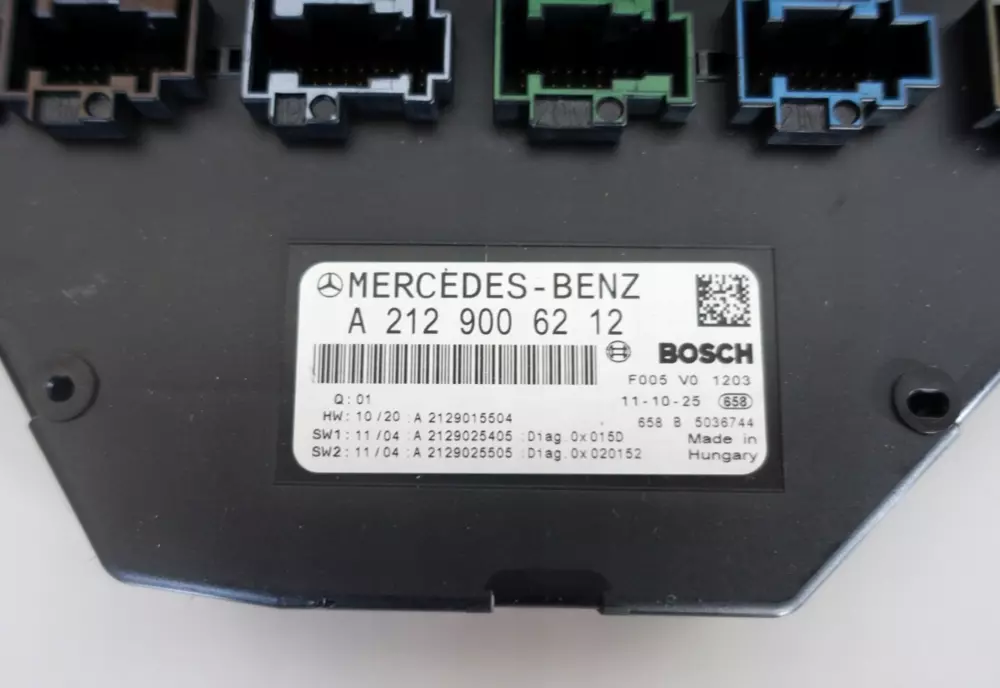 MERCEDES-BENZ
A 212 900 62 12
BOSCH
F005 V0 1203
Q: 01
11-10-25 658
HW: 10/20 :A 2129015504
658 B 5036744
SW1: 11/04 :A 2129025405 :Diag.0x015D
Made in
SW2: 11/04 :A 2129025505 :Diag.0x020152
Hungary